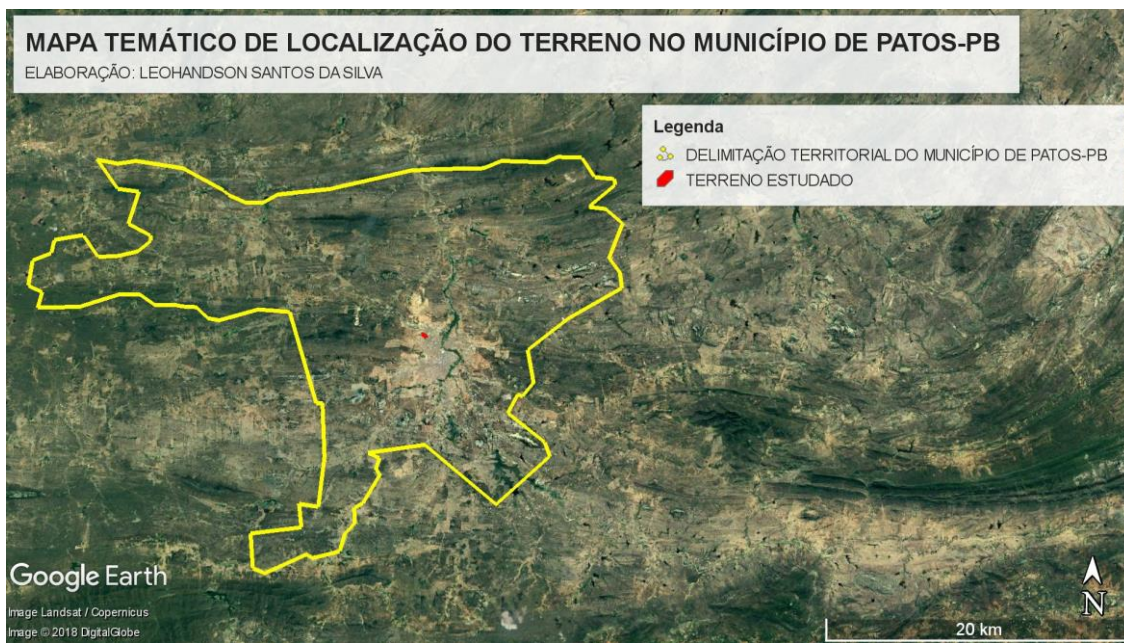 MAPA TEMÁTICO DE LOCALIZAÇÃO DO TERRENO NO MUNICÍPIO DE PATOS-PB
ELABORAÇÃO: LEOHANDSON SANTOS DA SILVA
Legenda
DELIMITAÇÃO TERRITORIAL DO MUNICÍPIO DE PATOS-PB
TERRENO ESTUDADO
Google Earth
Image Landsat / Copernicus
Image © 2018 DigitalGlobe
N
20 km